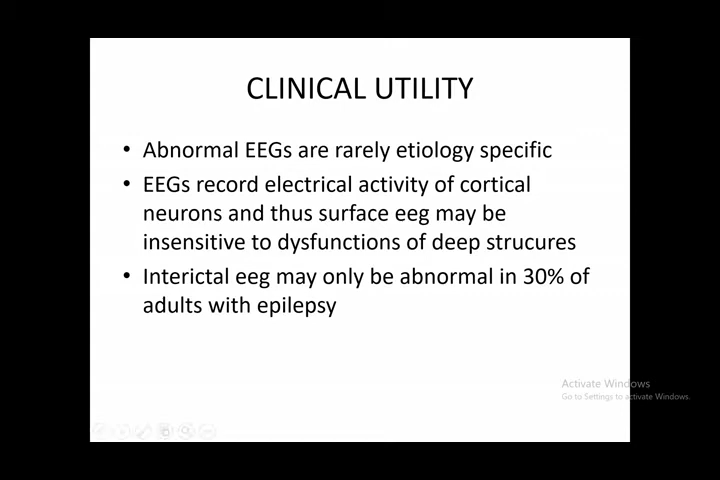 CLINICAL UTILITY
• Abnormal EEGs are rarely etiology specific
• EEGs record electrical activity of cortical
neurons and thus surface eeg may be
insensitive to dysfunctions of deep strucures
• Interictal eeg may only be abnormal in 30% of
adults with epilepsy
Activate Windows
Go to Settings to activate Windows.